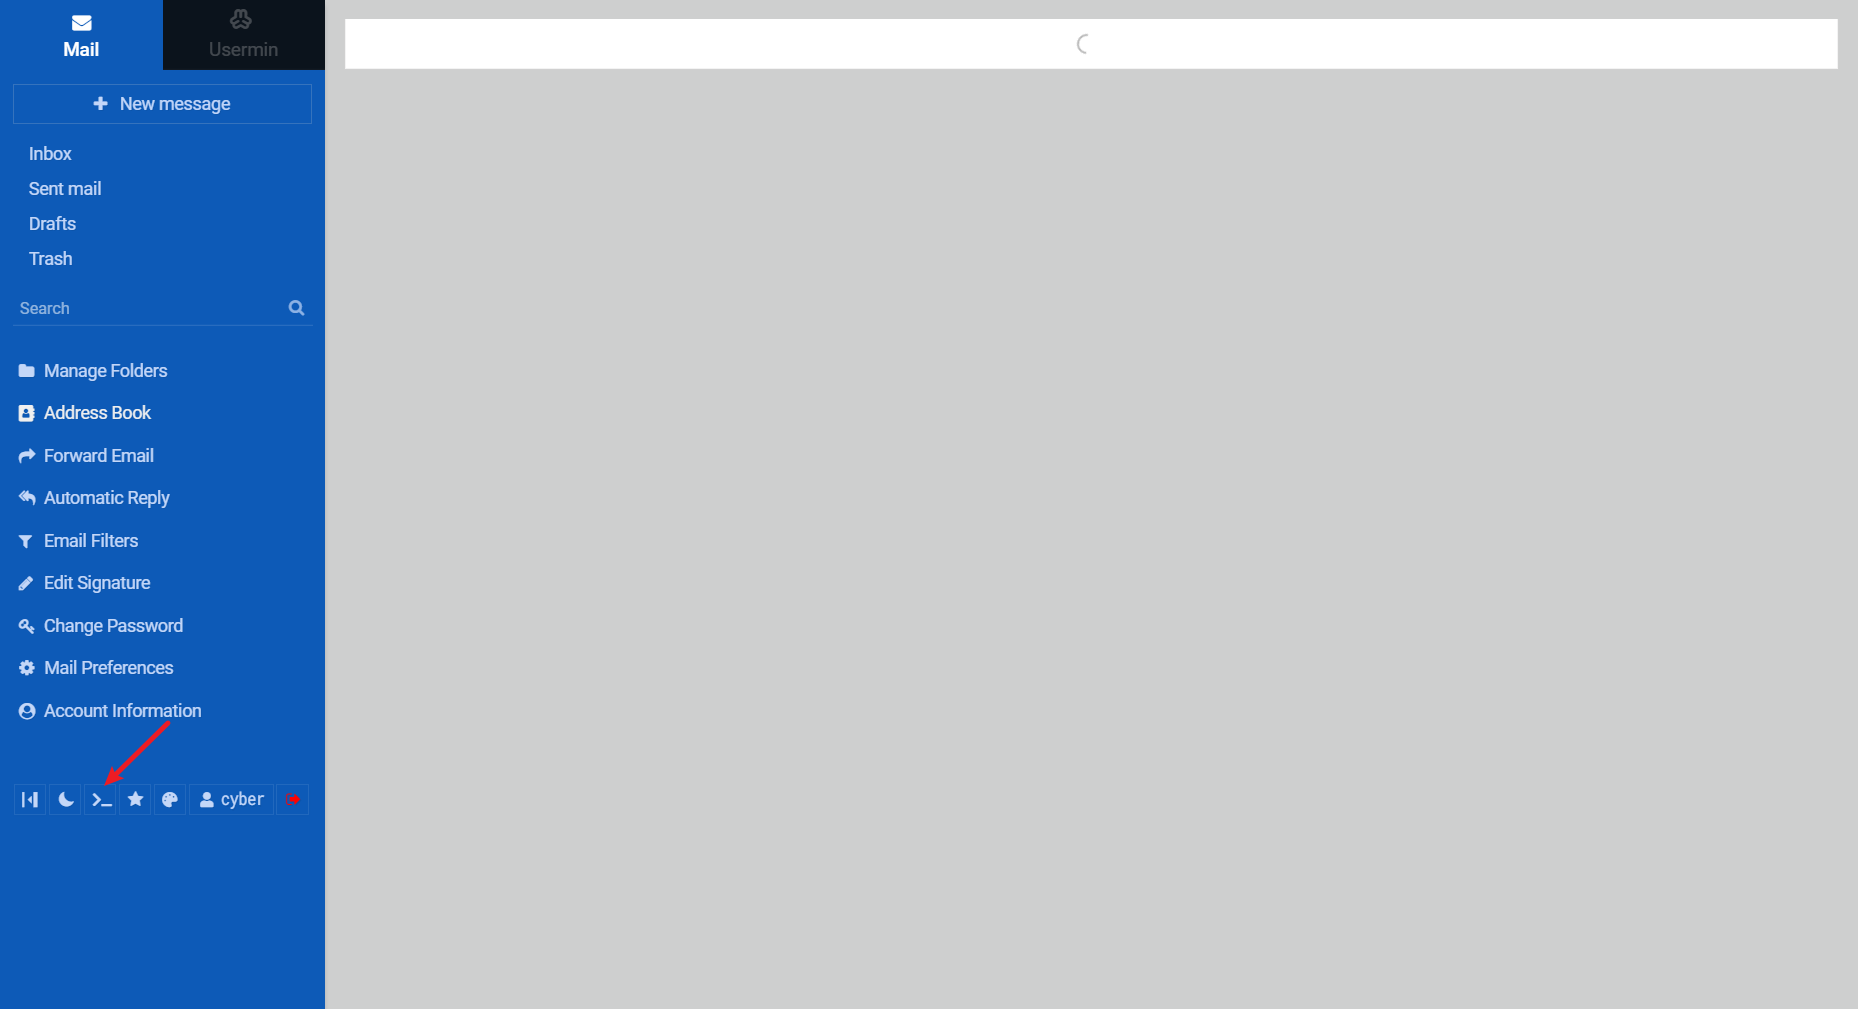 Mail
Usermin
New message
Inbox
Sent mail
Drafts
Trash
Search
Manage Folders
Address Book
Forward Email
Automatic Reply
Email Filters
Edit Signature
Change Password
Mail Preferences
Account Information
cyber